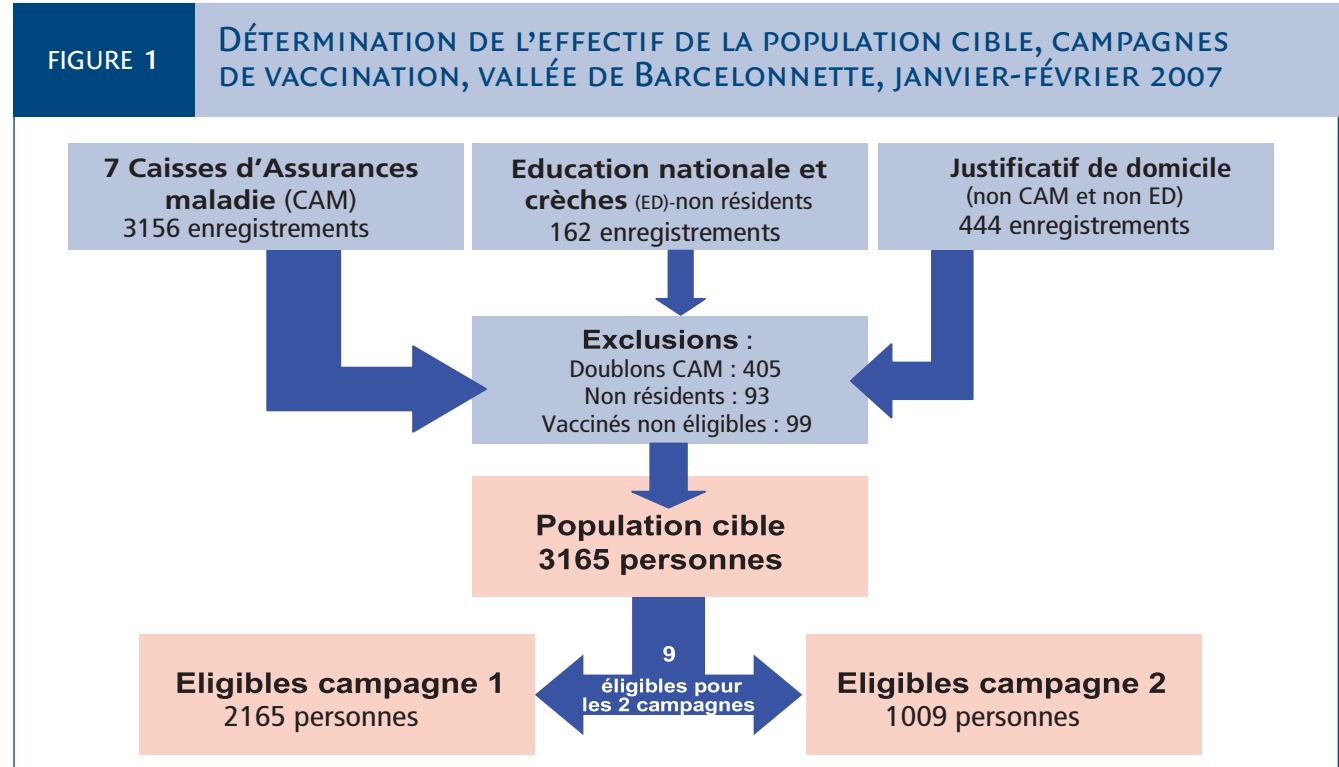 FIGURE 1
DÉTERMINATION DE L'EFFECTIF DE LA POPULATION CIBLE, CAMPAGNES
DE VACCINATION, VALLÉE DE BARCELONNETTE, JANVIER-FÉVRIER 2007
7 Caisses d'Assurances
maladie (CAM)
3156 enregistrements
Education nationale et
crèches (ED)-non résidents
162 enregistrements
Justificatif de domicile
(non CAM et non ED)
444 enregistrements
Exclusions :
Doublons CAM : 405
Non résidents : 93
Vaccinés non éligibles : 99
Population cible
3165 personnes
9
éligibles pour
les 2 campagnes
Eligibles campagne 1
2165 personnes
Eligibles campagne 2
1009 personnes